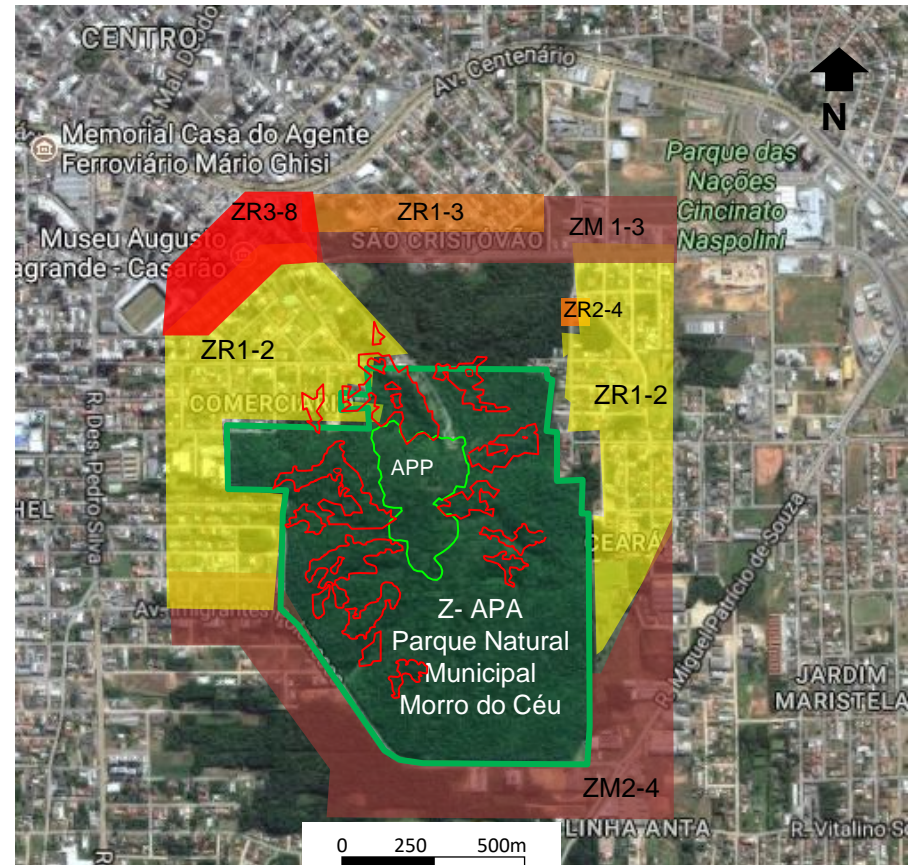 CENTRO
Av. Centenário
N
Memorial Casa do Agente
Ferroviário Mário Ghisi
Parque das
Nações
Cincinato
Naspolini
ZR3-8
ZR1-3
ZM 1-3
Museu Augusto
agrande - Casarão
SÃO CRISTÓVÃO
ZR2-4
ZR1-2
ZR1-2
COMERCI
R. Des. Pedro Silva
APP
HEL
CEARÁ
R. Miguel Patrício de Souza
Z- APA
Parque Natural
Municipal
Morro do Céu
Av.
JARDIM
MARISTELA
ZM2-4
LINHA ANTA
R. Vitalino S
0 250 500m